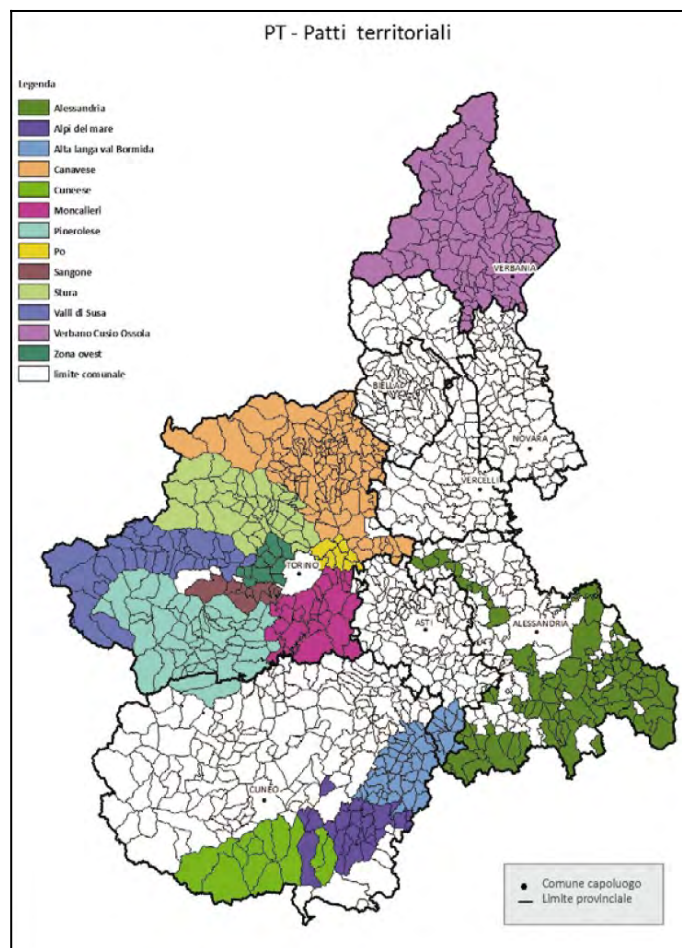 PT - Patti territoriali
Legenda
Alessandria
Alpi del mare
Alta langa val Bormida
Canavese
Cuneese
Moncalieri
Pinerolese
Po
Sangone
Stura
Valli di Susa
Verbano Cusio Ossola
Zona ovest
limite comunale
VERBANIA
BIELLA
NOVARA
VERCELLI
TORINO
ASTI
ALESSANDRIA
CUNEO
Comune capoluogo
Limite provinciale